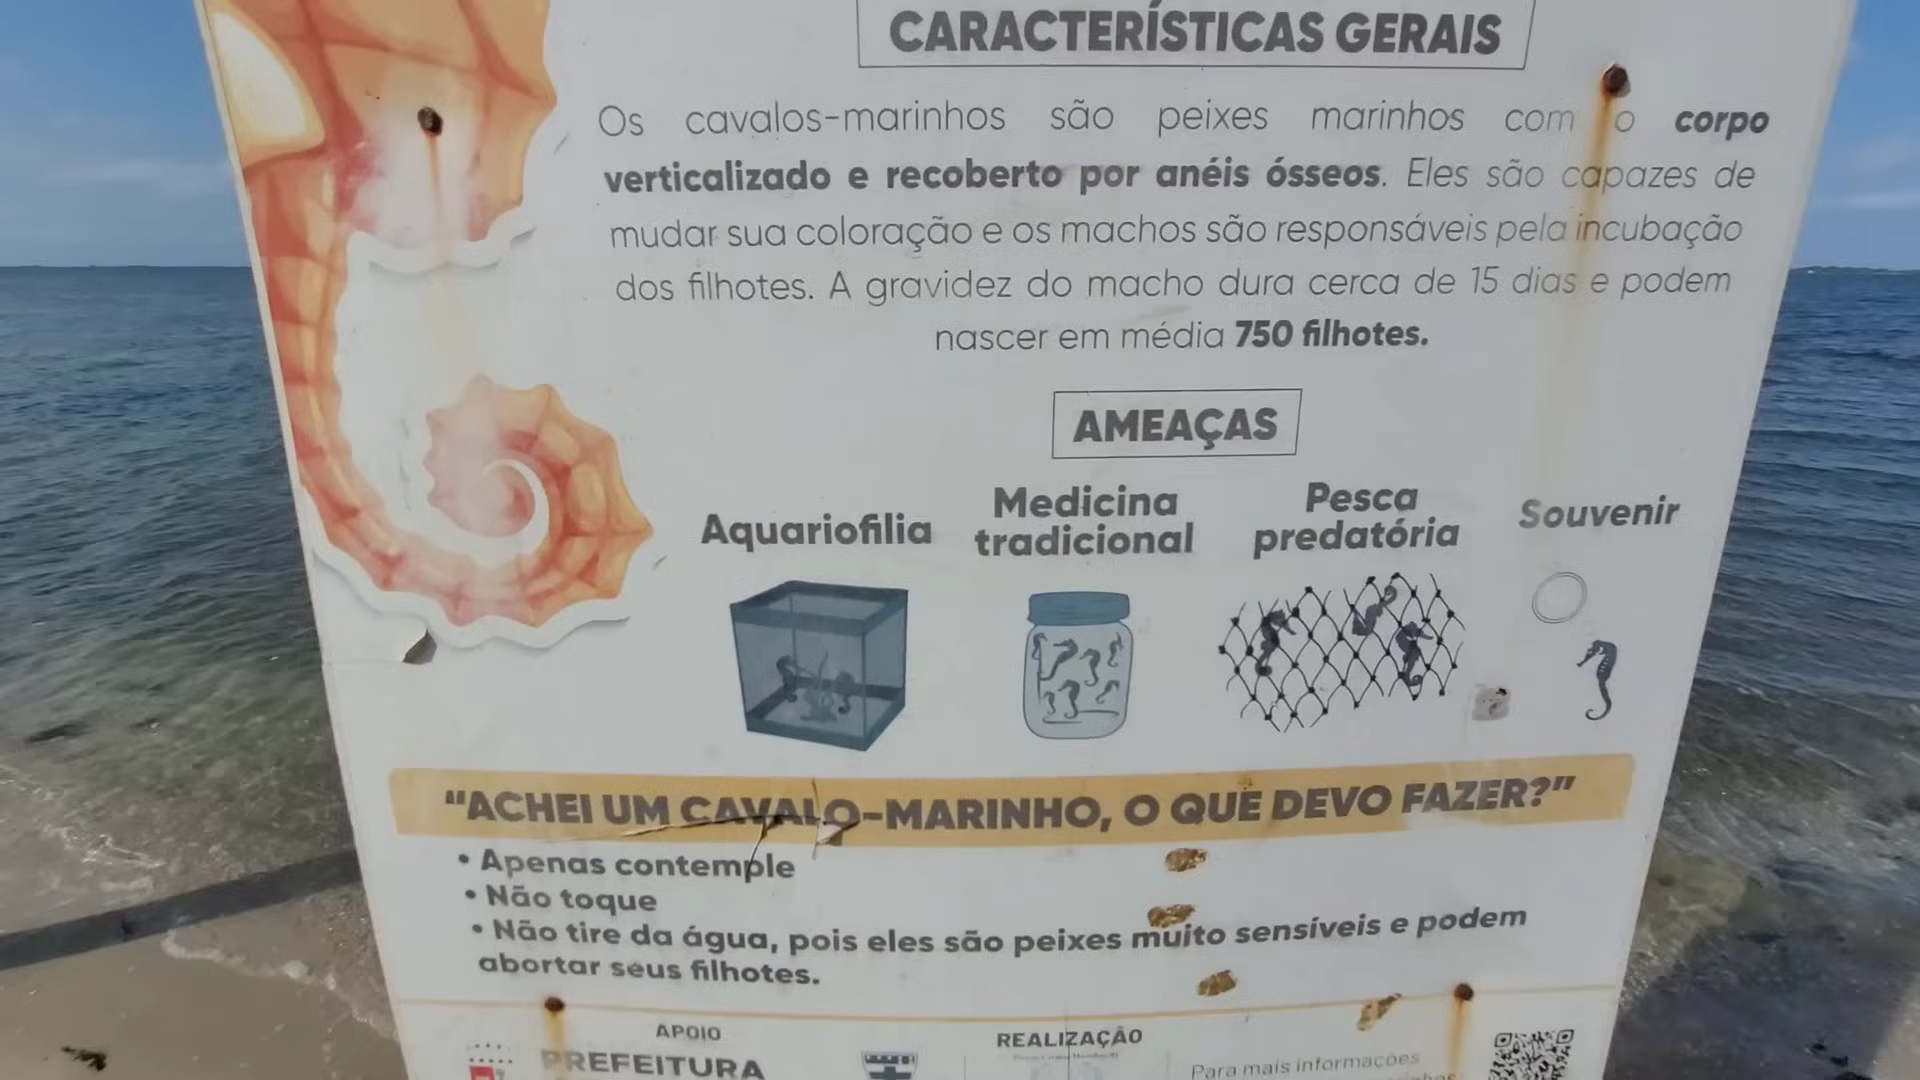 CARACTERÍSTICAS GERAIS
Os cavalos-marinhos são peixes marinhos com o corpo
verticalizado e recoberto por anéis ósseos. Eles são capazes de
mudar sua coloração e os machos são responsáveis pela incubação
dos filhotes. A gravidez do macho dura cerca de 15 dias e podem
nascer em média 750 filhotes.
AMEAÇAS
Aquariofilia
Medicina
tradicional
Pesca
predatória
Souvenir
“ACHEI UM CAVALO-MARINHO, O QUE DEVO FAZER?”
• Apenas contemple
• Não toque
• Não tire da água, pois eles são peixes muito sensíveis e podem
abortar seus filhotes.
APOIO
PREFEITURA
REALIZAÇÃO
Para mais informações